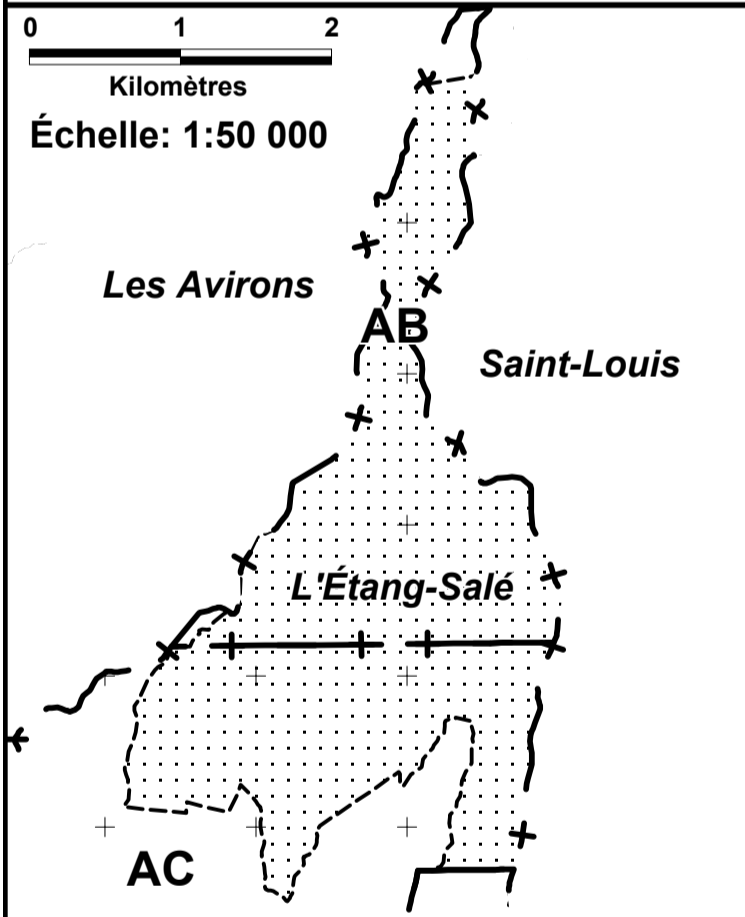 0 1 2
Kilomètres
Échelle: 1:50 000
Les Avirons
AB
Saint-Louis
L'Étang-Salé
AC